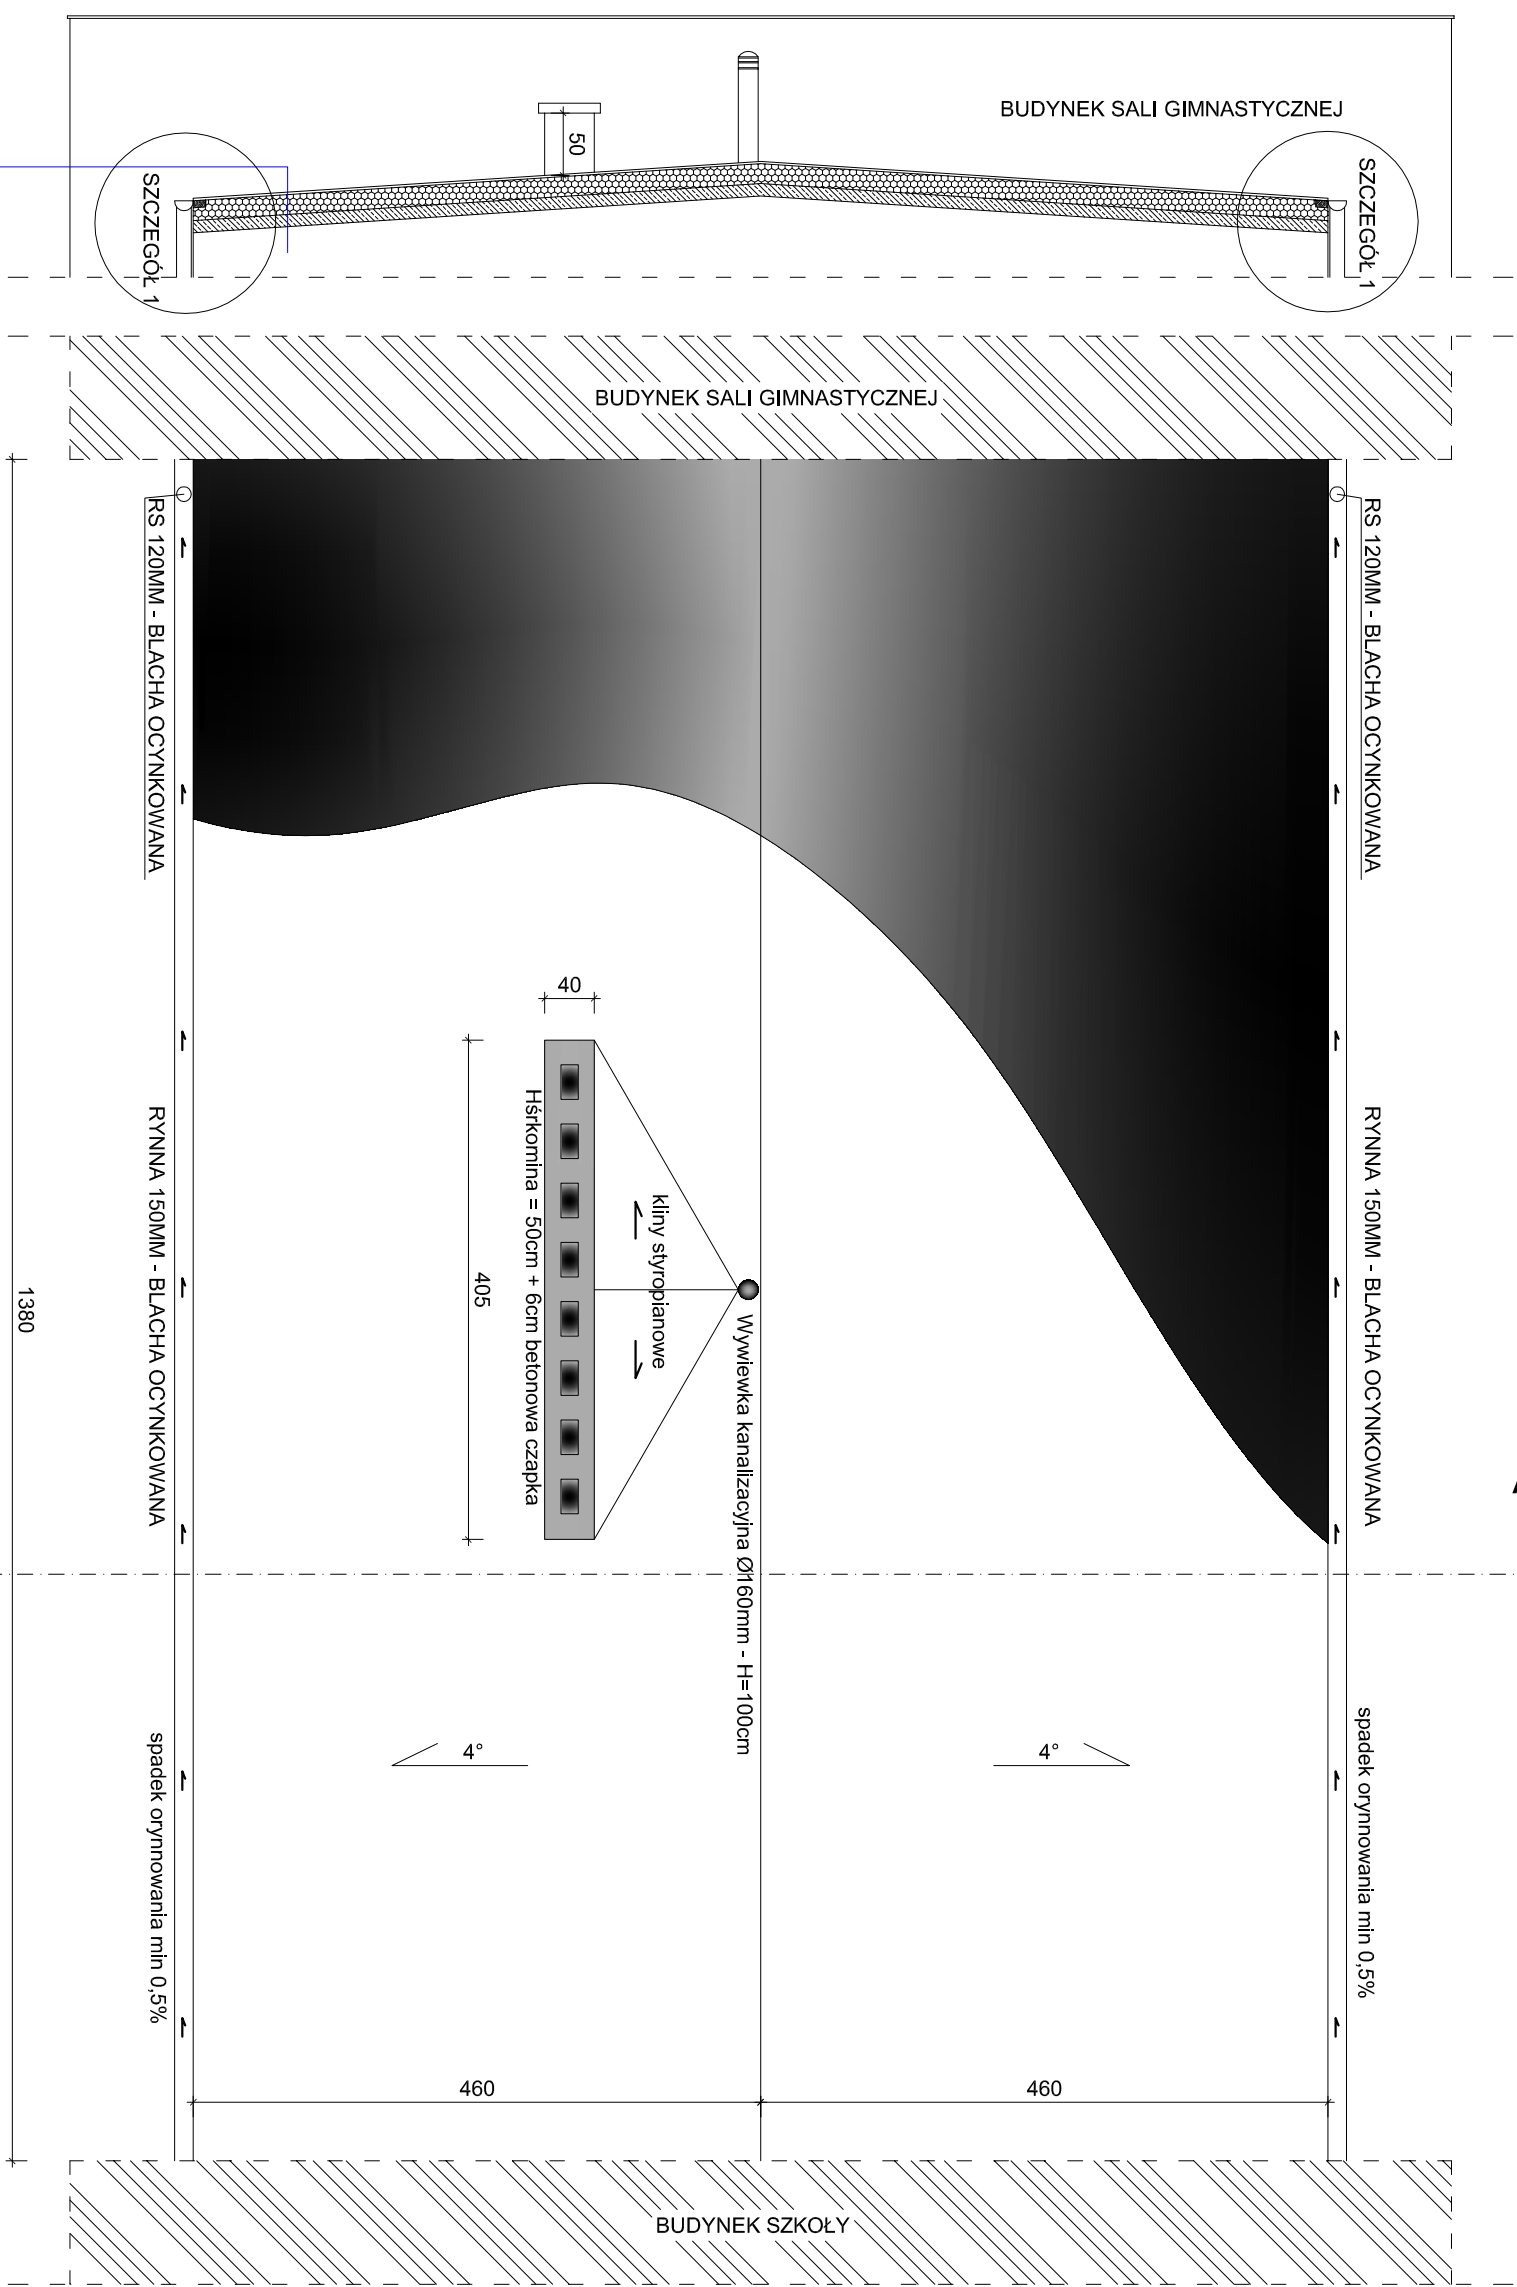 BUDYNEK SALI GIMNASTYCZNEJ
50
SZCZEGÓŁ 1
SZCZEGÓŁ 1
BUDYNEK SALI GIMNASTYCZNEJ
RS 120MM - BLACHA OCYNKOWANA
RS 120MM - BLACHA OCYNKOWANA
40
405
Hśrkomina = 50cm + 6cm betonowa czapka
kliny styropianowe
Wywiewka kanalizacyjna Ø160mm - H=100cm
RYNNA 150MM - BLACHA OCYNKOWANA
RYNNA 150MM - BLACHA OCYNKOWANA
1380
4°
4°
spadek orynnowania min 0,5%
spadek orynnowania min 0,5%
460
460
BUDYNEK SZKOŁY